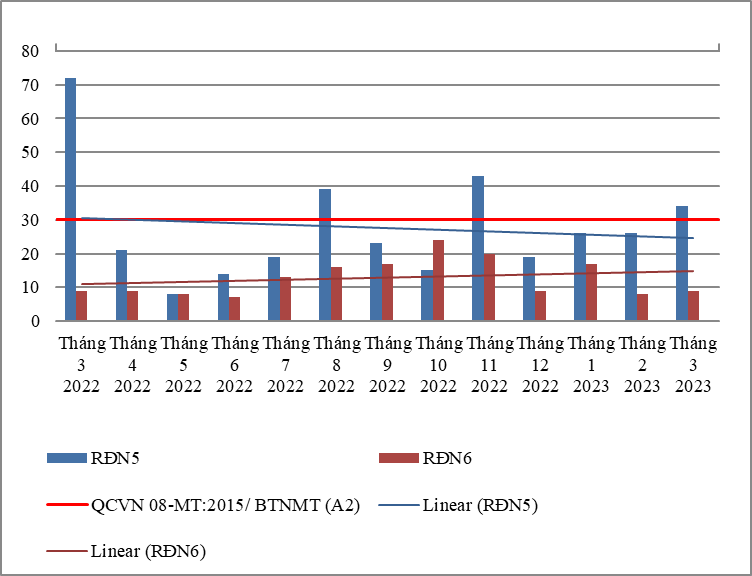 80
70
60
50
40
30
20
10
0
Tháng Tháng Tháng Tháng Tháng Tháng Tháng Tháng Tháng Tháng Tháng Tháng Tháng
3 4 5 6 7 8 9 10 11 12 1 2 3
2022 2022 2022 2022 2022 2022 2022 2022 2022 2022 2023 2023 2023
RĐN5 RĐN6
QCVN 08-MT:2015/ BTNMT (A2) Linear (RĐN5)
Linear (RĐN6)